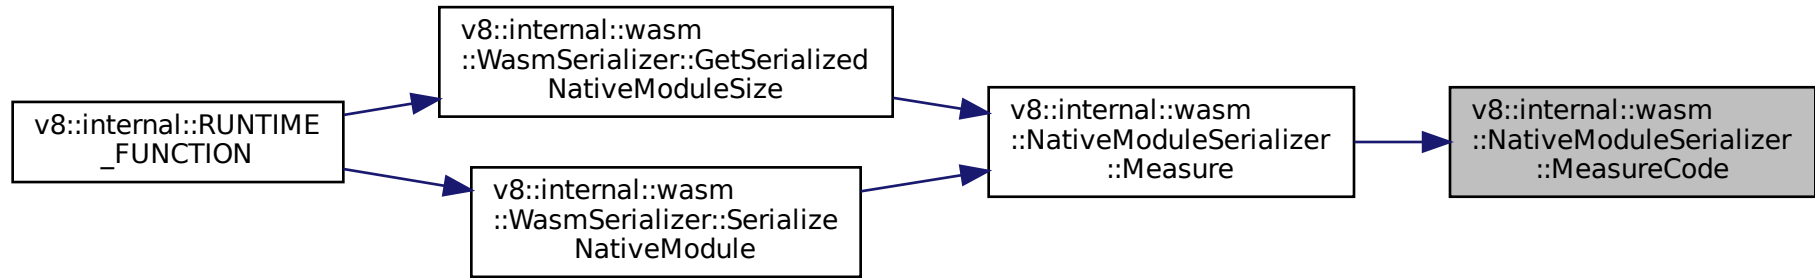 v8::internal::RUNTIME
_FUNCTION
v8::internal::wasm
::WasmSerializer::GetSerialized
NativeModuleSize
v8::internal::wasm
::WasmSerializer::Serialize
NativeModule
v8::internal::wasm
::NativeModuleSerializer
::Measure
v8::internal::wasm
::NativeModuleSerializer
::MeasureCode